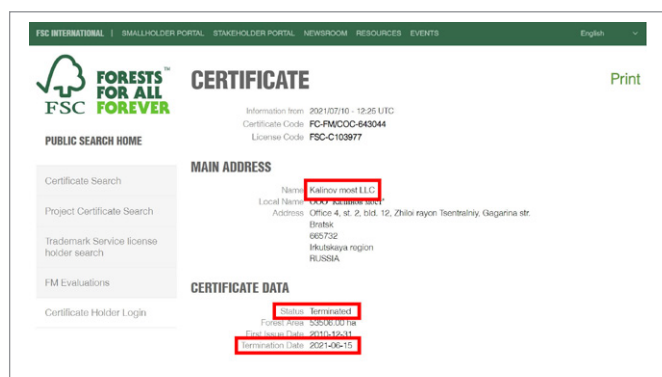 FSC INTERNATIONAL | SMALLHOLDER PORTAL STAKEHOLDER PORTAL NEWSROOM RESOURCES EVENTS English
FSC
FORESTS™
FOR ALL
FOREVER
PUBLIC SEARCH HOME
Certificate Search
Project Certificate Search
Trademark Service license
holder search
FM Evaluations
Certificate Holder Login
CERTIFICATE
Print
Information from 2021/07/10 - 12:25 UTC
Certificate Code FC-FM/COC-643044
License Code FSC-C103977
MAIN ADDRESS
Name Kalinov most LLC
Local Name
Address Office 4, st. 2, bld. 12, Zhiloi rayon Tsentralniy, Gagarina str.
Bratsk
665732
Irkutskaya region
RUSSIA
CERTIFICATE DATA
Status Terminated
Forest Area 53506.00 ha
First Issue Date 2010-12-31
Termination Date 2021-06-15